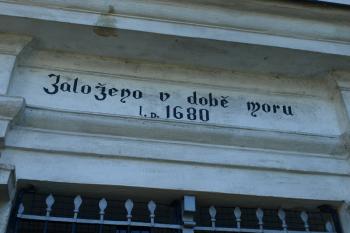 Založeno v době moru
l.p. 1680